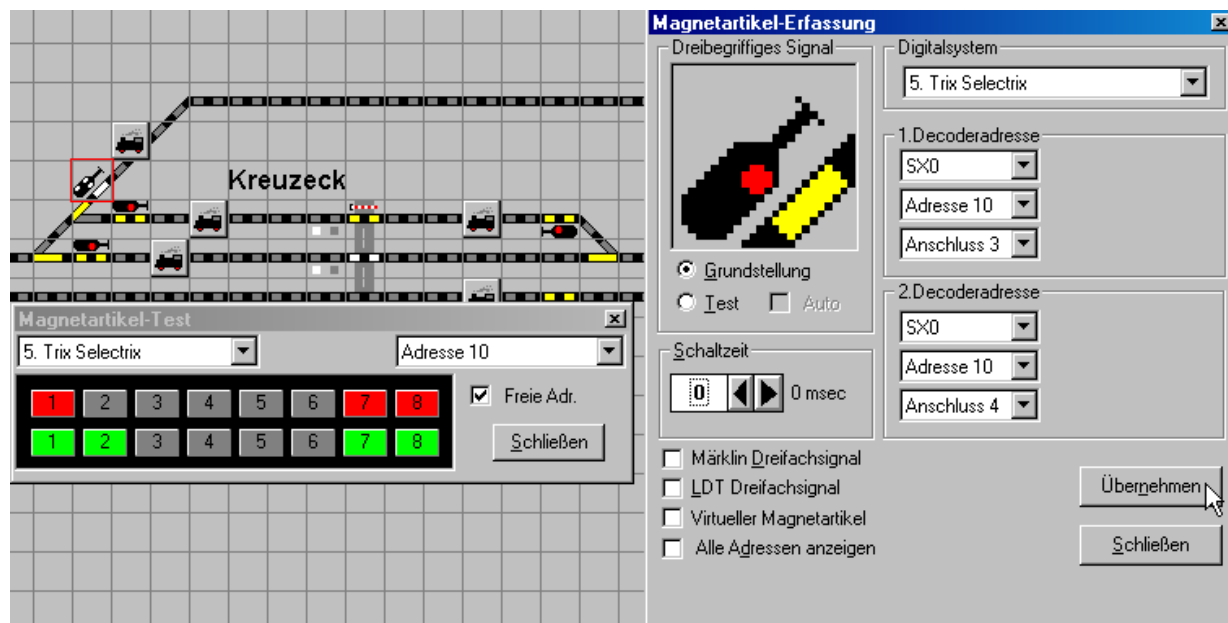 Kreuzeck
Magnetartikel-Test
5. Trix Selectrix
Adresse 10
1 2 3 4 5 6 7 8
1 2 3 4 5 6 7 8
Freie Adr.
Schließen
Magnetartikel-Erfassung
Dreibegriffiges Signal
Grundstellung
Test Auto
Schaltzeit
0 0 msec
Märklin Dreifachsignal
LDT Dreifachsignal
Virtueller Magnetartikel
Alle Adressen anzeigen
Digitalsystem
5. Trix Selectrix
1.Decoderadresse
SX0
Adresse 10
Anschluss 3
2.Decoderadresse
SX0
Adresse 10
Anschluss 4
Übernehmen
Schließen